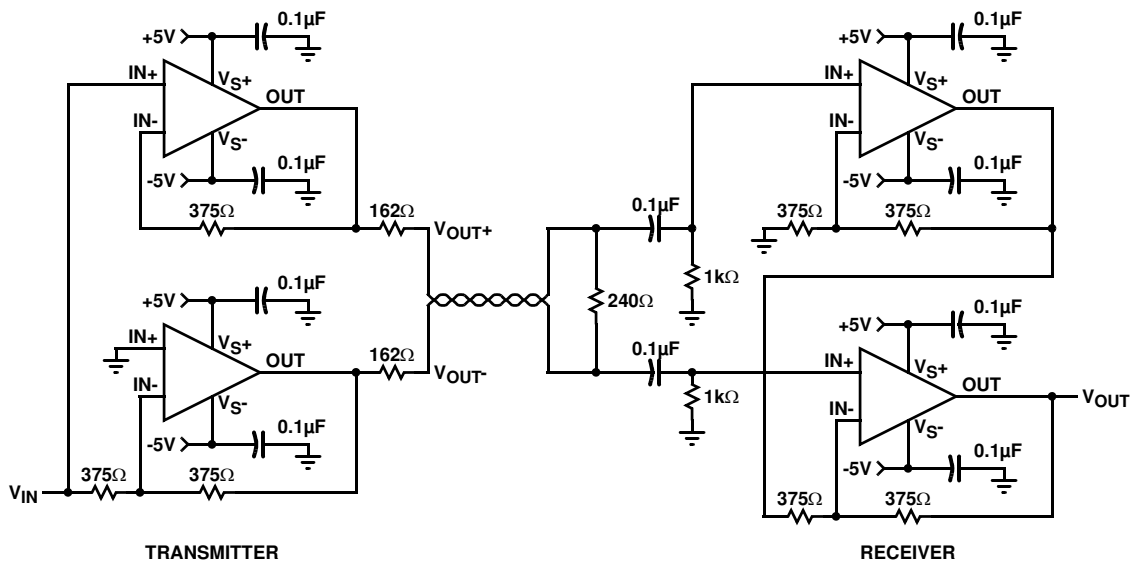 0.1µF
+5V
IN+
VS+
OUT
IN-
VS-
0.1µF
-5V
375Ω
162Ω
VOUT+
0.1µF
+5V
IN+
VS+
OUT
162Ω
VOUT-
IN-
VS-
0.1µF
-5V
375Ω
375Ω
VIN
TRANSMITTER
0.1µF
1kΩ
240Ω
0.1µF
1kΩ
0.1µF
+5V
IN+
VS+
OUT
IN-
VS-
0.1µF
-5V
375Ω
375Ω
0.1µF
+5V
IN+
VS+
OUT
VOUT
IN-
VS-
0.1µF
-5V
375Ω
375Ω
RECEIVER